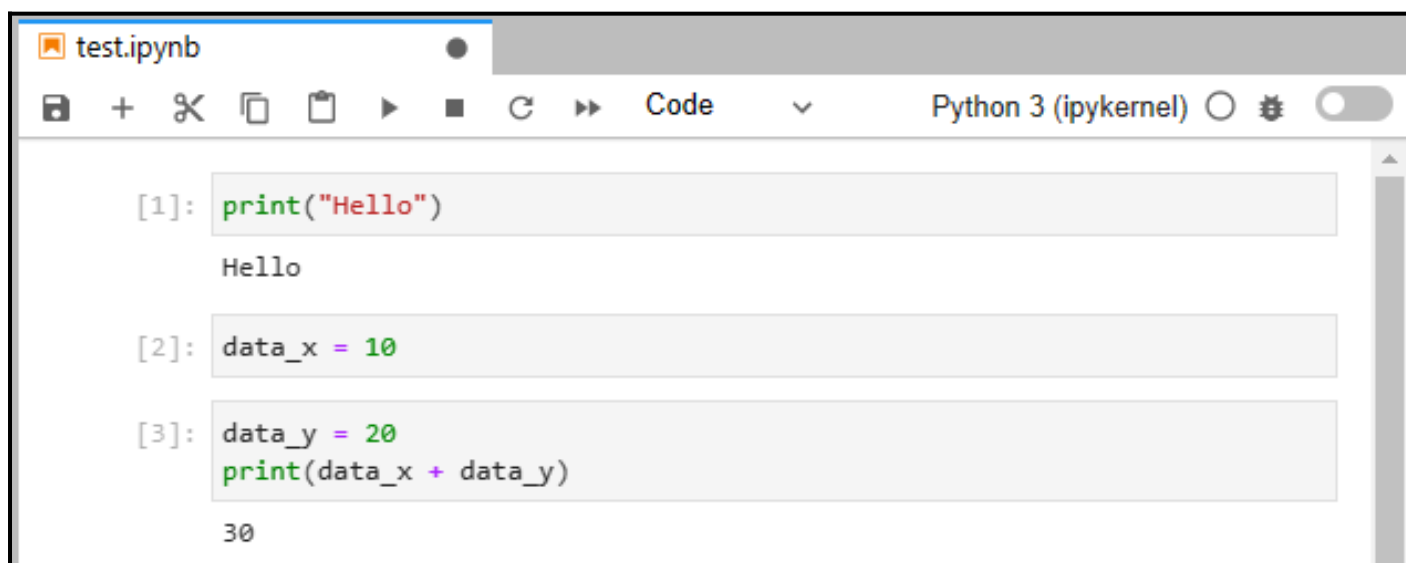 test.ipynb
Code Python 3 (ipykernel)
[1]: print("Hello")
Hello
[2]: data_x = 10
[3]: data_y = 20
print(data_x + data_y)
30